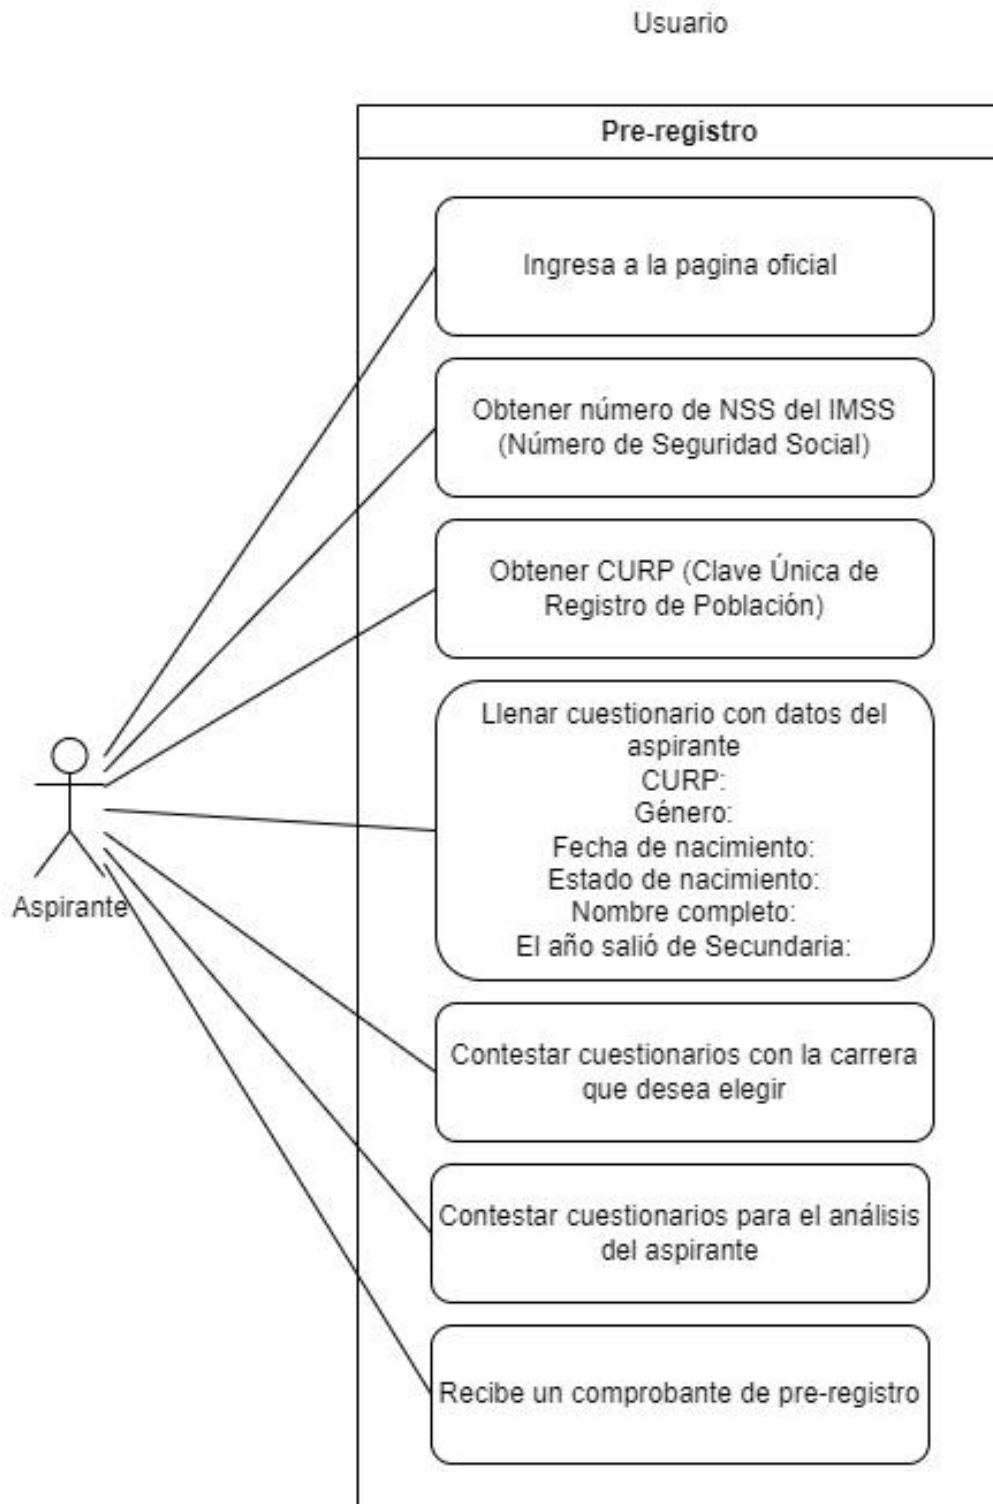 Usuario
Pre-registro
Ingresa a la pagina oficial
Obtener número de NSS del IMSS
(Número de Seguridad Social)
Obtener CURP (Clave Única de
Registro de Población)
Llenar cuestionario con datos del
aspirante
CURP:
Género:
Fecha de nacimiento:
Estado de nacimiento:
Nombre completo:
El año salió de Secundaria:
Aspirante
Contestar cuestionarios con la carrera
que desea elegir
Contestar cuestionarios para el análisis
del aspirante
Recibe un comprobante de pre-registro